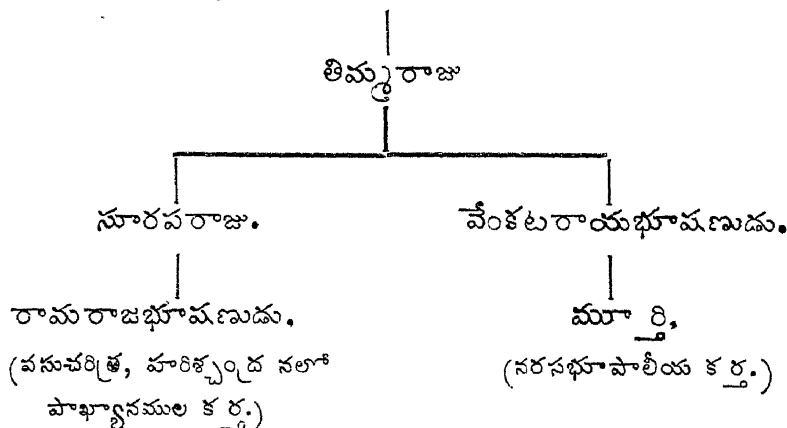 తిమ్మరాజు
సూరపరాజు. వేంకటరాయభూషణుడు.
రామరాజభూషణుడు. మూర్తి,
(వసుచరిత్ర, హరిశ్చంద్ర నలో (నరసభూపాలీయ కర్త.)
పాఖ్యానముల కర్త.)